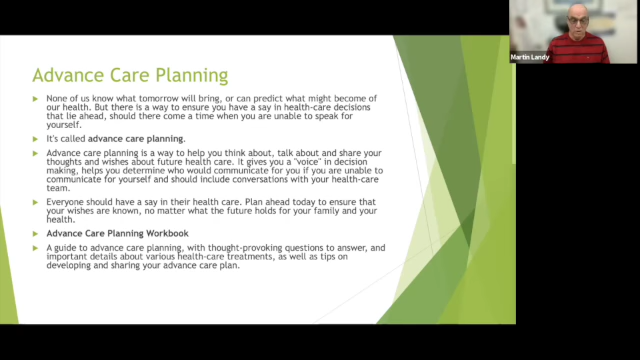 Martin Landy
Advance Care Planning
None of us know what tomorrow will bring, or can predict what might become of
our health. But there is a way to ensure you have a say in health-care decisions
that lie ahead, should there come a time when you are unable to speak for
yourself.
It's called advance care planning.
Advance care planning is a way to help you think about, talk about and share your
thoughts and wishes about future health care. It gives you a "voice" in decision
making, helps you determine who would communicate for you if you are unable to
communicate for yourself and should include conversations with your health-care
team.
Everyone should have a say in their health care. Plan ahead today to ensure that
your wishes are known, no matter what the future holds for your family and your
health.
Advance Care Planning Workbook
A guide to advance care planning, with thought-provoking questions to answer, and
important details about various health-care treatments, as well as tips on
developing and sharing your advance care plan.